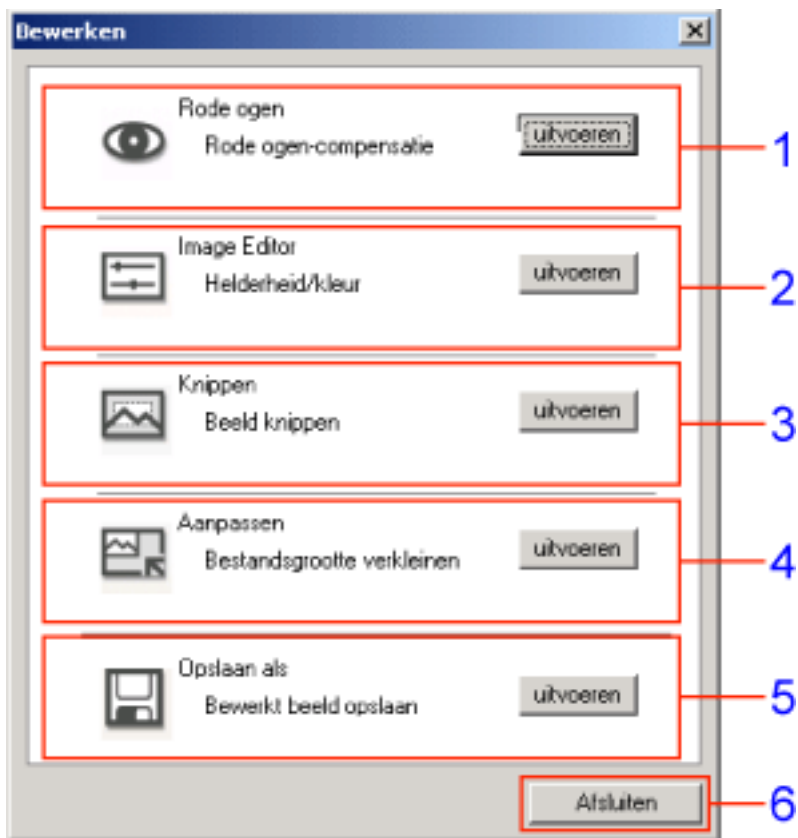 Bewerken
Rode ogen
Rode ogen-compensatie
uitvoeren
1
Image Editor
Helderheid/kleur
uitvoeren
2
Knippen
Beeld knippen
uitvoeren
3
Aanpassen
Bestandsgrootte verkleinen
uitvoeren
4
Opslaan als
Bewerkt beeld opslaan
uitvoeren
5
Afsluiten
6